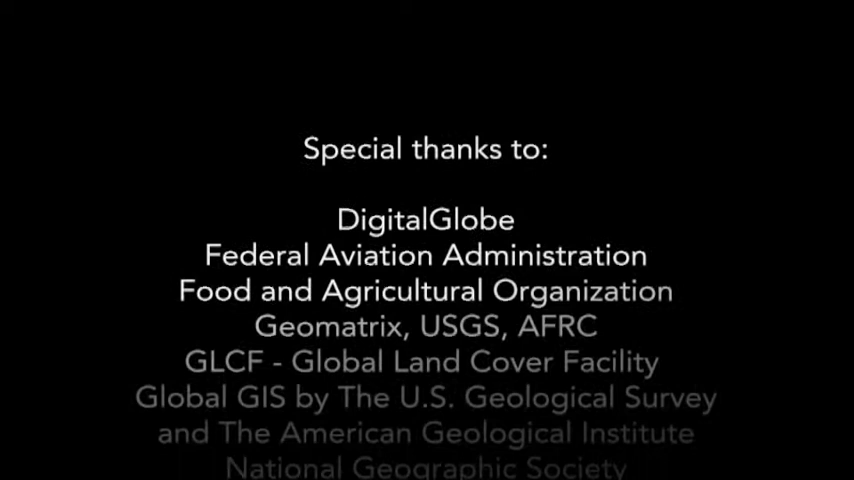 Special thanks to:
DigitalGlobe
Federal Aviation Administration
Food and Agricultural Organization
Geomatrix, USGS, AFRC
GLCF - Global Land Cover Facility
Global GIS by The U.S. Geological Survey
and The American Geological Institute
National Geographic Society